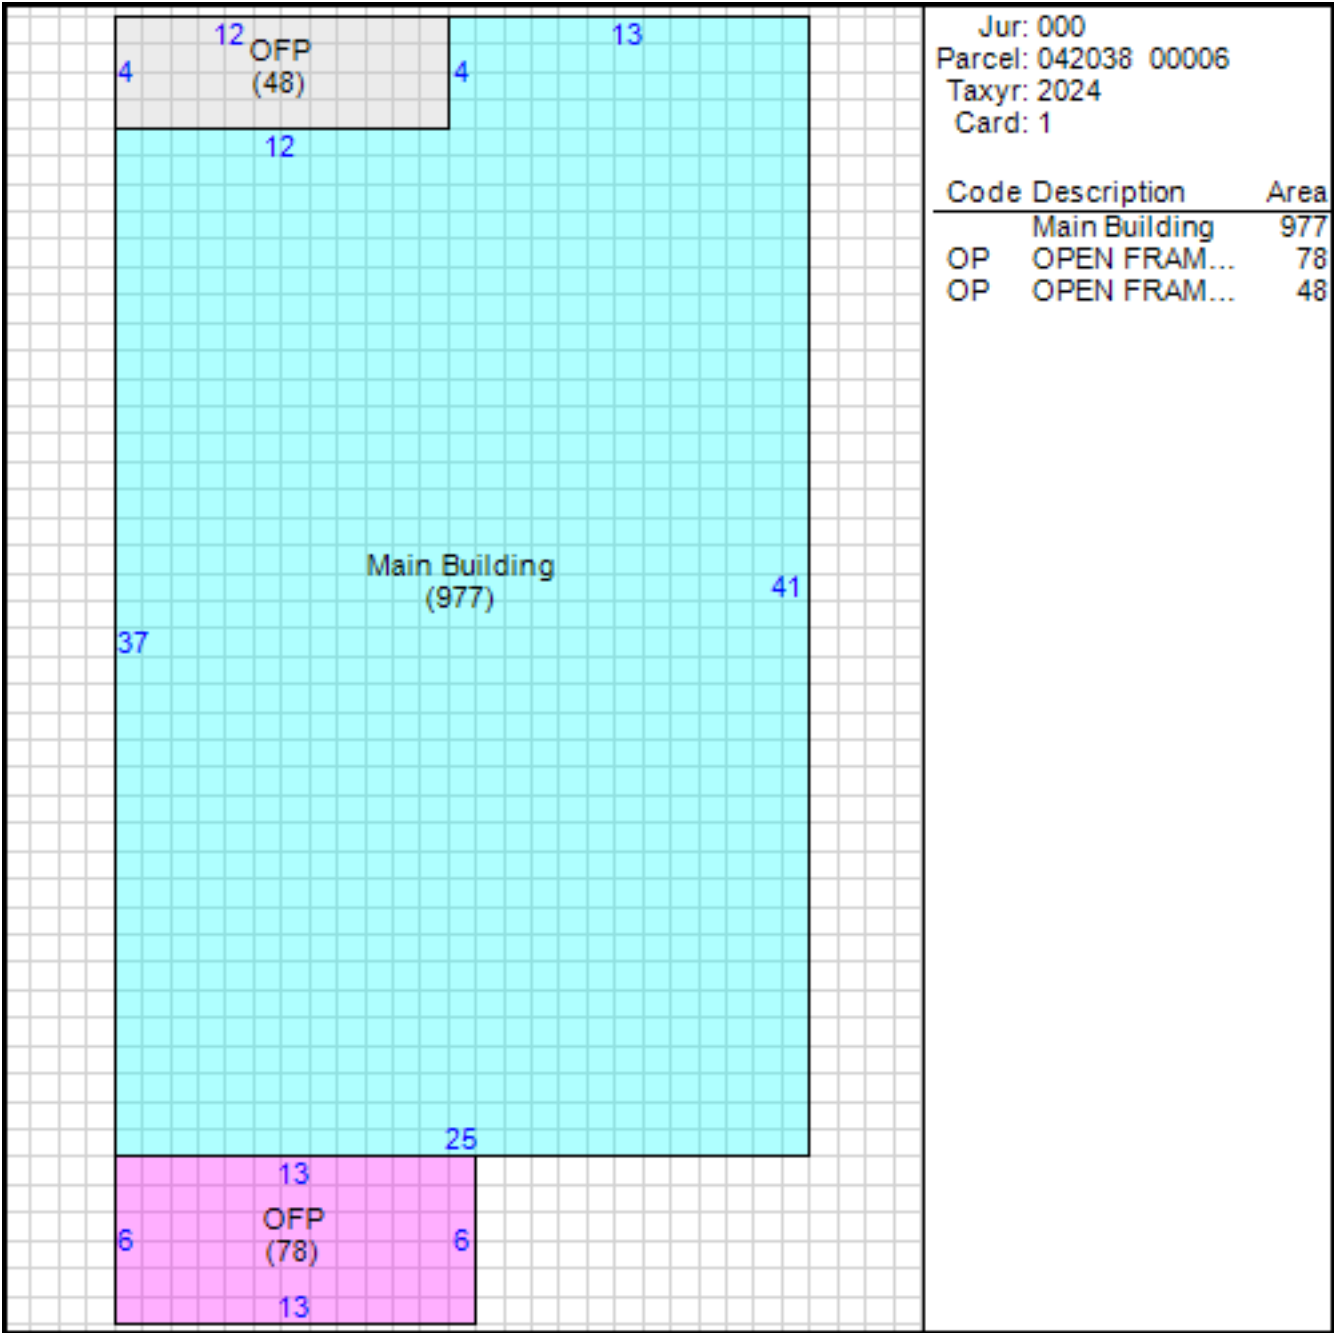 12
OFP
(48)
4
4
12
13
Main Building
(977)
41
37
25
13
OFP
(78)
6
6
13
Jur: 000
Parcel: 042038 00006
Taxyr: 2024
Card: 1
Code Description Area
Main Building 977
OP OPEN FRAM... 78
OP OPEN FRAM... 48